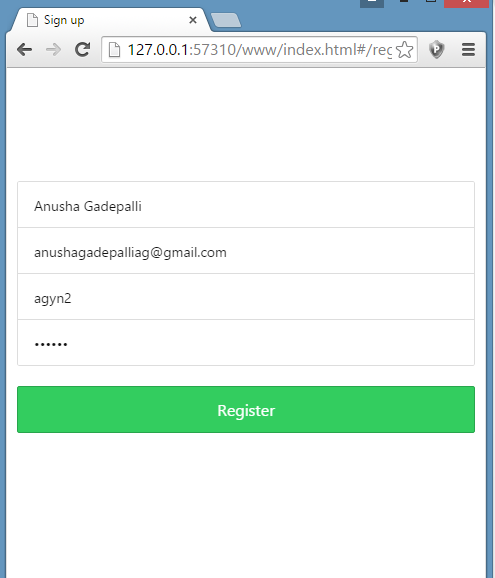 Sign up
127.0.0.1:57310/www/index.html#/reg
Anusha Gadepalli
anushagadepalliag@gmail.com
agyn2
••••••
Register